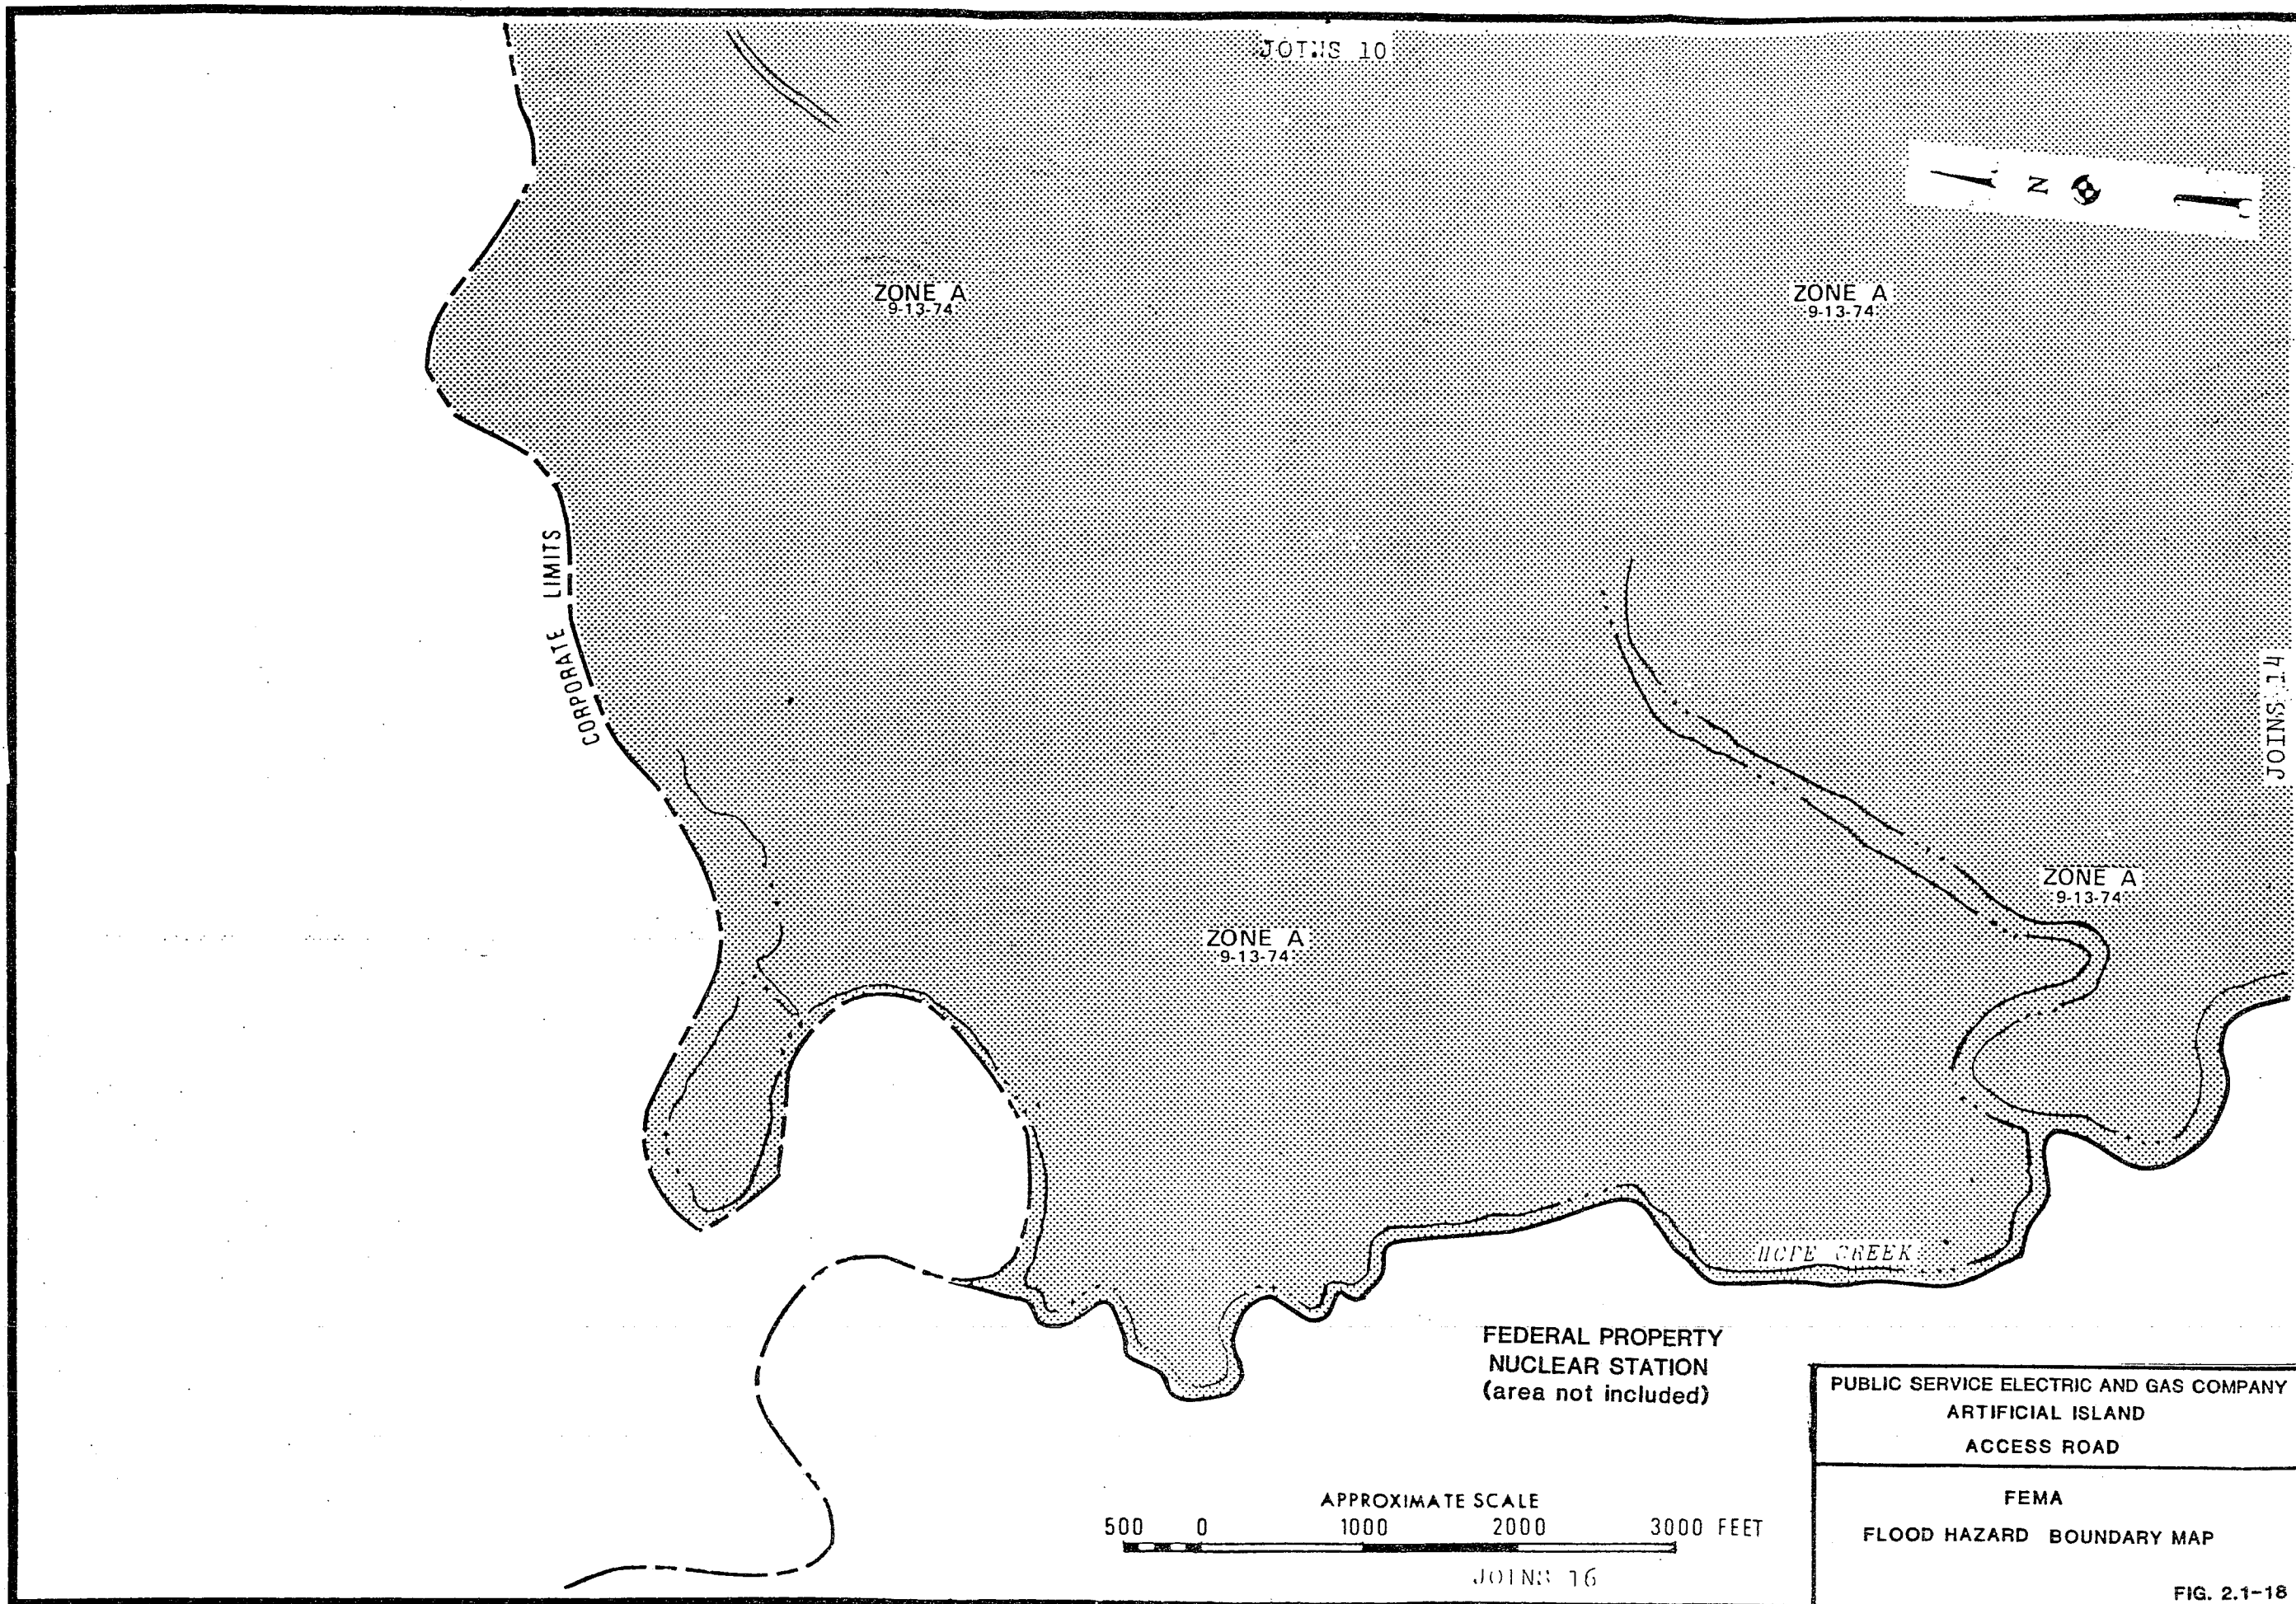 JOINS 10
N
ZONE A
9-13-74
ZONE A
9-13-74
CORPORATE LIMITS
JOINS 14
ZONE A
9-13-74
ZONE A
9-13-74
HOPE CREEK
FEDERAL PROPERTY
NUCLEAR STATION
(area not included)
APPROXIMATE SCALE
500 0 1000 2000 3000 FEET
JOINS 16
PUBLIC SERVICE ELECTRIC AND GAS COMPANY
ARTIFICIAL ISLAND
ACCESS ROAD
FEMA
FLOOD HAZARD BOUNDARY MAP
FIG. 2.1-18